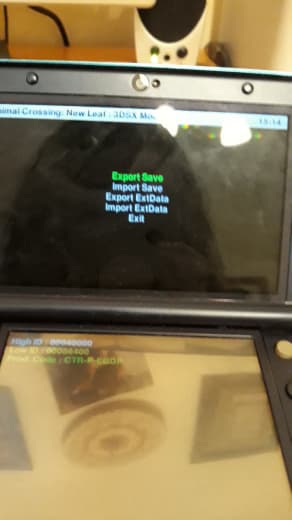 nimal Crossing: New Leaf : 3DSX Mo
15:14
Export Save
Import Save
Export ExtData
Import ExtData
Exit
High ID : 00040000
Low ID : 00086400
Prod. Code : CTR-P-EGDP